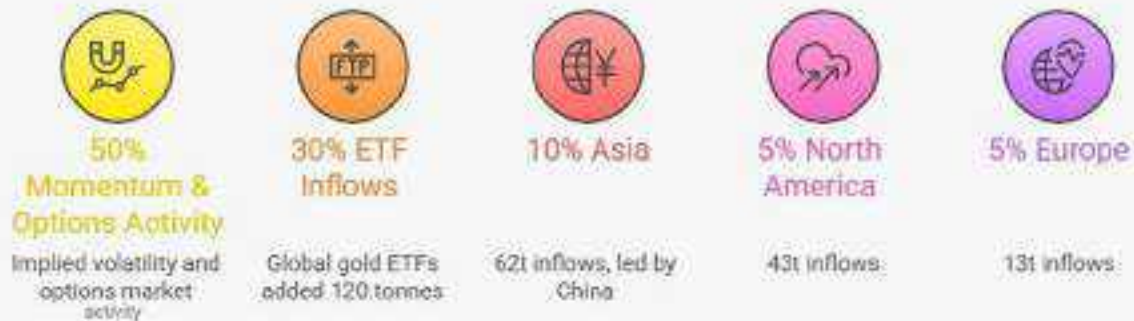 FTP
¥
50%
Momentum &
Options Activity
Implied volatility and
options market
activity
30% ETF
Inflows
Global gold ETFs
added 120 tonnes
10% Asia
62t inflows, led by
China
5% North
America
43t inflows
5% Europe
13t inflows